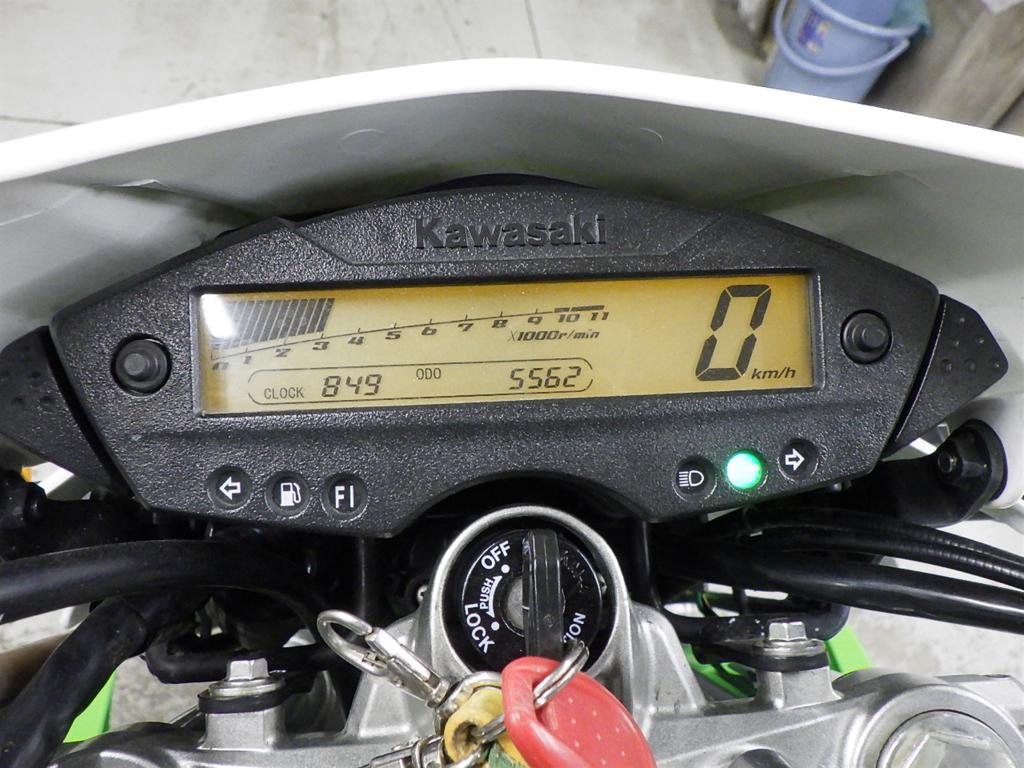 Kawasaki
0 1 2 3 4 5 6 7 8 9 10 11
X1000r/min
0
km/h
CLOCK 849 ODO 5562
FI
OFF
PUSH
LOCK